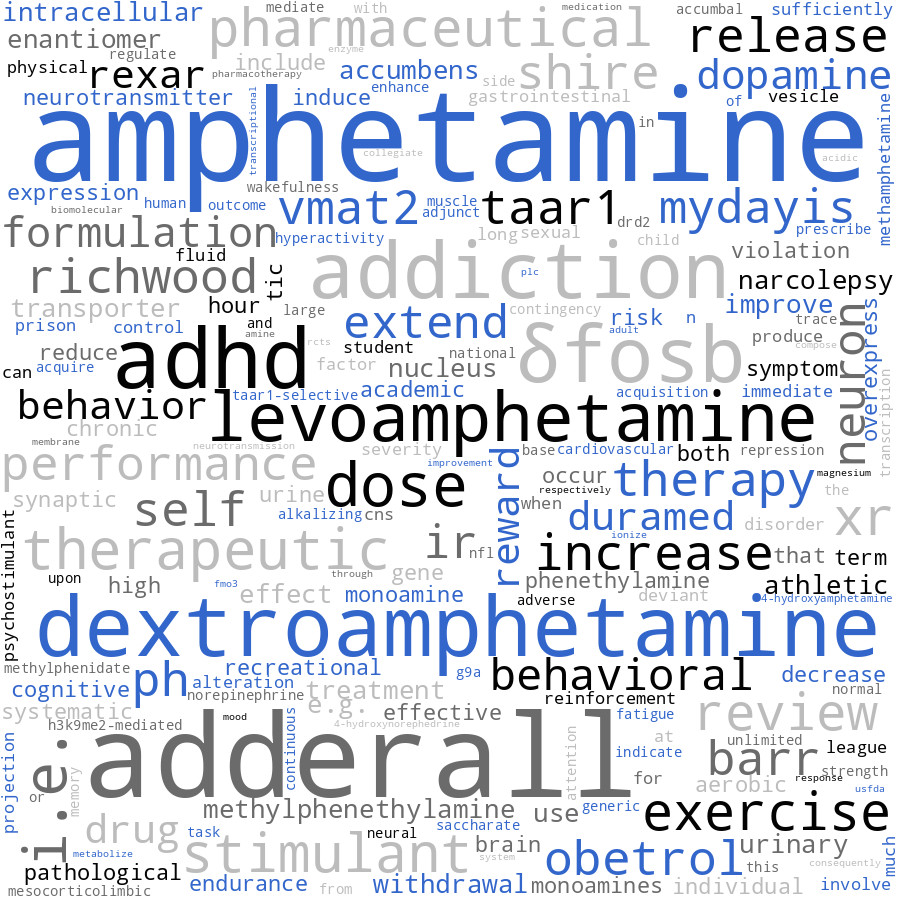 intracellular
mediate
with
medication
accumbal
sufficiently
pharmaceutical
release
enantiomer
regulate
enzyme
include
physical
rexar
pharmacotherapy
accumbens
enhance
side
shire
dopamine
neurotransmitter
induce
gastrointestinal
of
vesicle
transcriptional
amphetamine
in
methamphetamine
collegiate
acidic
expression
human
outcome
wakefulness
biomolecular
vmat2
muscle
adjunct
taar1
drd2
mydayis
prescribe
formulation
hyperactivity
long
sexual
child
violation
fluid
richwood
tic
addiction
plc
narcolepsy
transporter
hour
large
contingency
improve
prison
control
and
amine
extend
risk
n
trace
rcts
adult
δfosb
produce
compose
neuron
overexpress
reduce
adhd
student
national
can
acquire
factor
nucleus
symptom
transcription
behavior
taar1-selective
academic
acquisition
immediate
levoamphetamine
chronic
membrane
neurotransmission
severity
base
cardiovascular
both
repression
performance
improvement
reward
magnesium
synaptic
self
urine
dose
occur
respectively
therapy
the
when
alkalizing
cns
duramed
disorder
xr
psychostimulant
therapeutic
ir
nfl
ionize
increase
that
term
upon
high
fmo3
through
gene
phenethylamine
athletic
effect
monoamine
adverse
deviant
4-hydroxyamphetamine
dextroamphetamine
methylphenidate
cognitive
ph
recreational
alteration
norepinephrine
g9a
behavioral
decrease
treatment
reinforcement
normal
systematic
mood
e.g.
effective
fatigue
review
h3k9me2-mediated
4-hydroxynorephedrine
continuous
projection
i.e.
adderall
attention
at
indicate
unlimited
league
barr
response
strength
or
memory
for
aerobic
usfda
methylphenylethylamine
use
generic
exercise
drug
task
saccharate
neural
metabolize
stimulant
brain
system
obetrol
urinary
this
consequently
much
pathological
mesocorticolimbic
endurance
from
withdrawal
monoamines
individual
involve